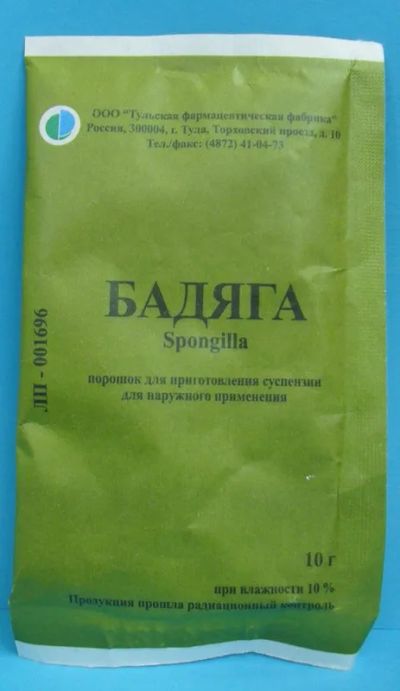 ООО "Тульская фармацевтическая фабрика"
Россия, 300004, г. Тула, Торховский проезд, д. 10
Тел./факс: (4872) 41-04-73
БАДЯГА
Spongilla
порошок для приготовления суспензии
для наружного применения
ЛП - 001696
10 г
при влажности 10 %
Продукция прошла радиационный контроль